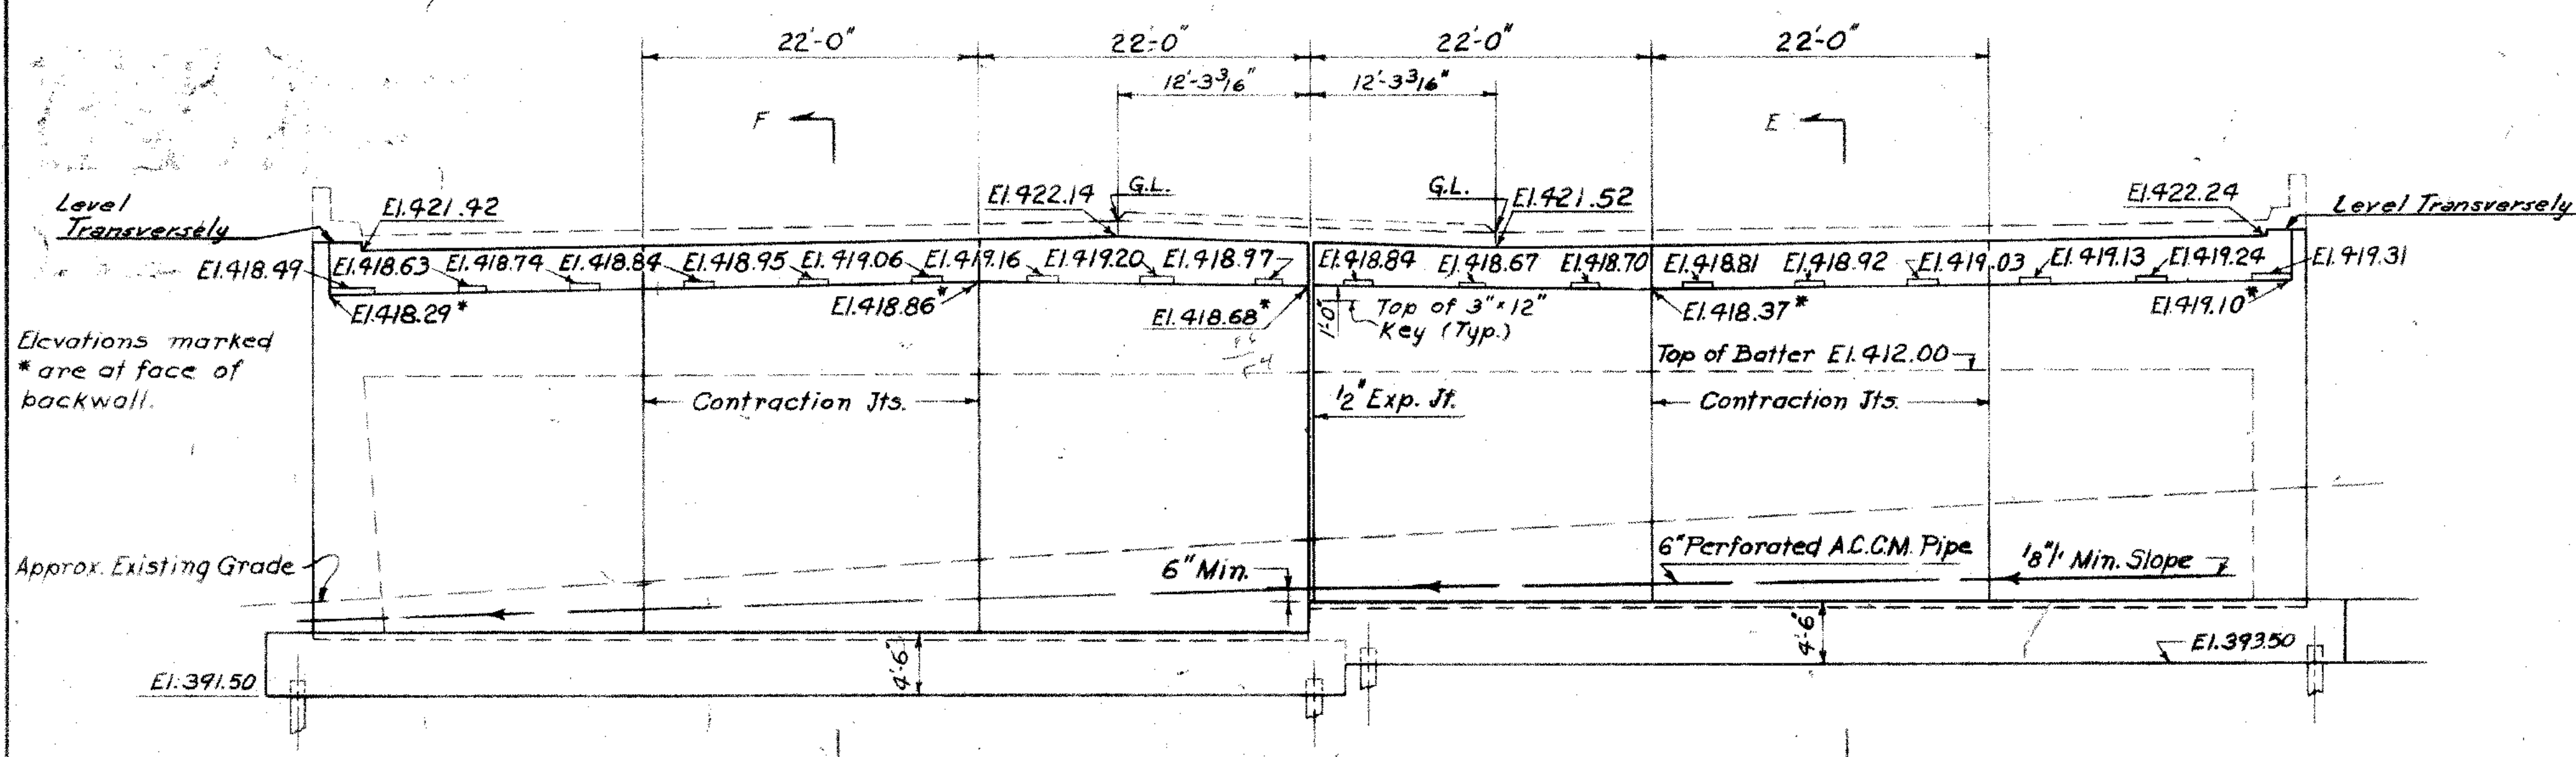 22'-0" 22'-0" 22'-0" 22'-0"
12'-3 3/16" 12'-3 3/16"
F E
Level
Transversely
El. 421.42
El. 422.14
G.L.
G.L.
El. 421.52
El. 422.24
Level Transversely
El. 418.49 El. 418.63 El. 418.74 El. 418.84 El. 418.95 El. 419.06 El. 419.16 El. 419.20 El. 418.97 El. 418.84 El. 418.67 El. 418.70 El. 418.81 El. 418.92 El. 419.03 El. 419.13 El. 419.24 El. 419.31
El. 418.29*
El. 418.86*
El. 418.68*
1'-0"
Top of 3" x 12"
Key (Typ.)
El. 418.37*
El. 419.10*
Elevations marked
* are at face of
backwall.
Top of Batter El. 412.00
Contraction Jts.
1/2" Exp. Jt.
Contraction Jts.
Approx. Existing Grade
6" Min.
6" Perforated A.C.C.M. Pipe
1/8"/' Min. Slope
4'-6"
4'-6"
El. 393.50
El. 391.50